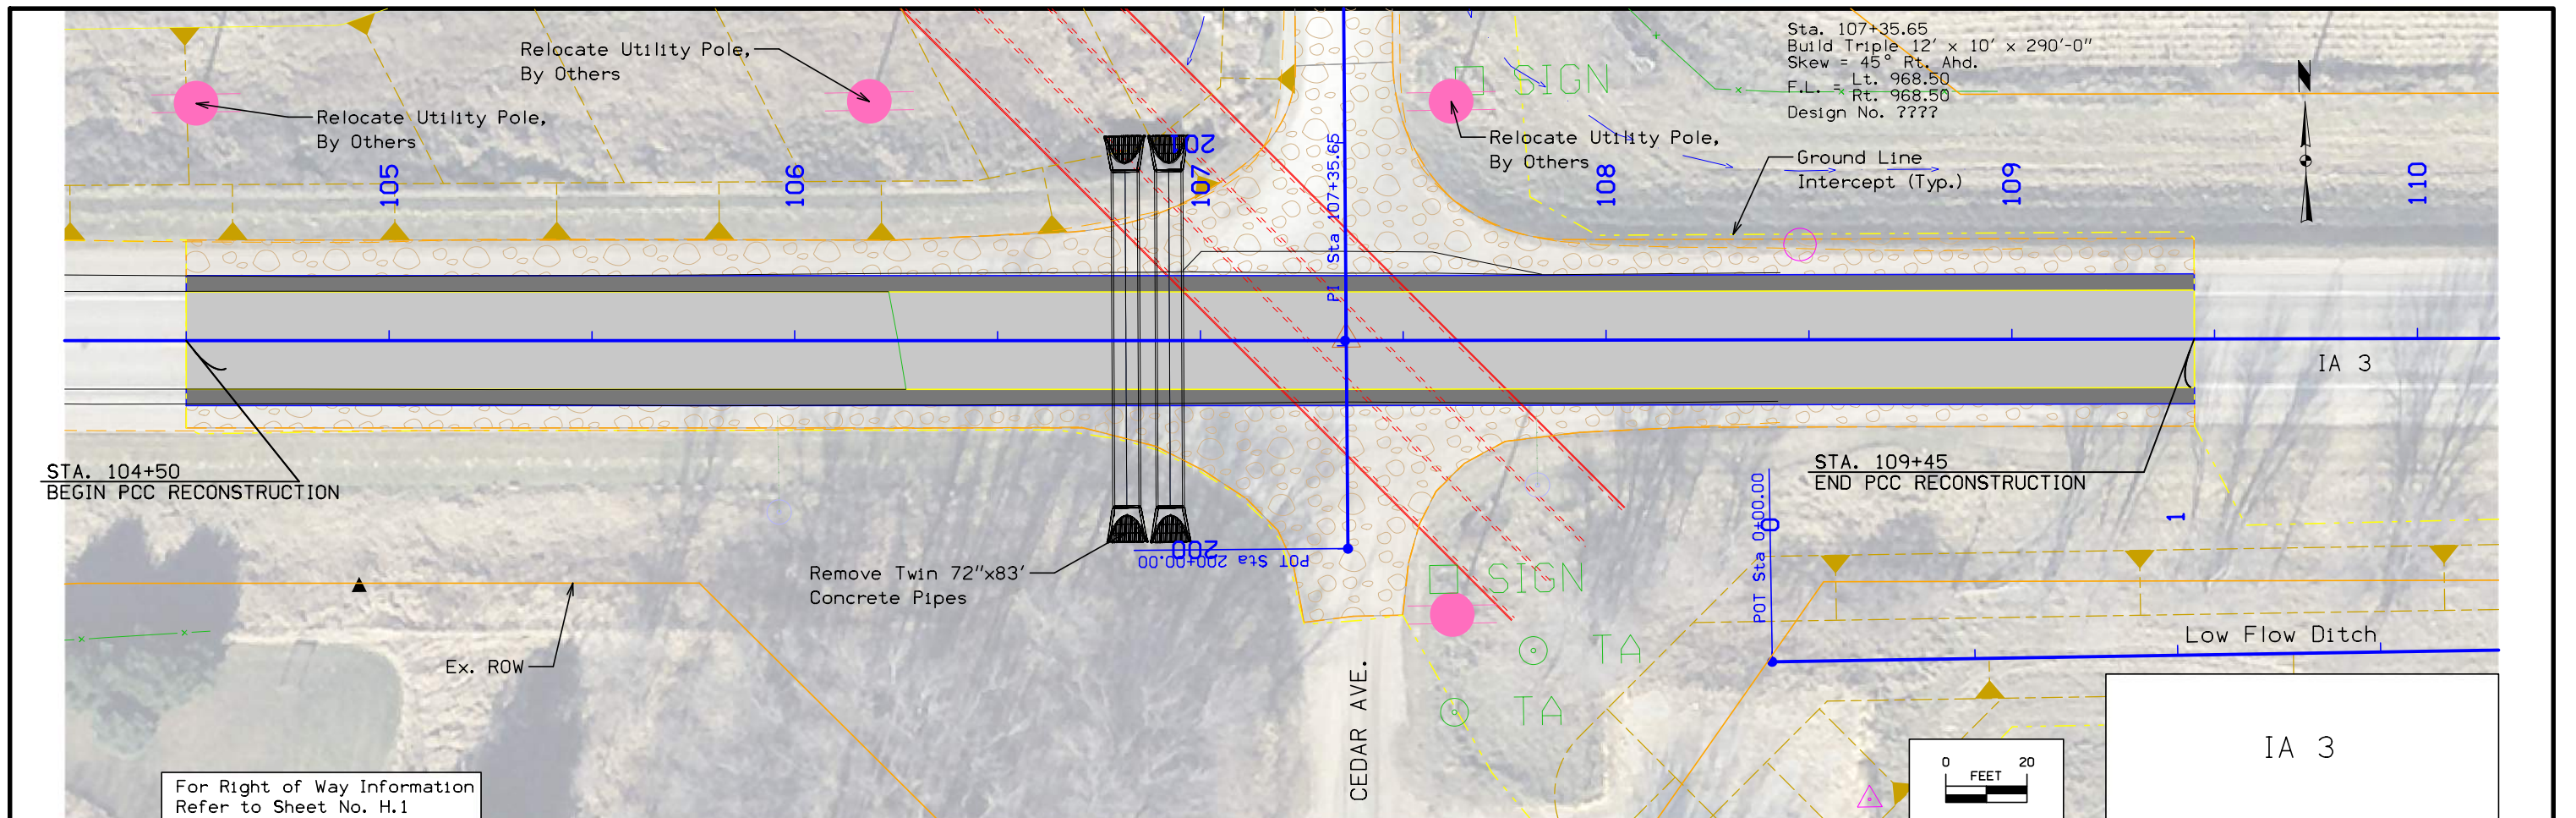 Relocate Utility Pole,
By Others
Relocate Utility Pole,
By Others
SIGN
Relocate Utility Pole,
By Others
Sta. 107+35.65
Build Triple 12' x 10' x 290'-0"
Skew = 45° Rt. Ahd.
F.L. = Lt. 968.50
Rt. 968.50
Design No. ????
Ground Line
Intercept (Typ.)
N
105
106
107
108
109
110
201
PI Sta 107+35.65
IA 3
STA. 104+50
BEGIN PCC RECONSTRUCTION
STA. 109+45
END PCC RECONSTRUCTION
200
POT Sta 200+00.00
Remove Twin 72"x83'
Concrete Pipes
SIGN
POT Sta 0+00.00
0
1
Low Flow Ditch
Ex. ROW
TA
TA
CEDAR AVE.
For Right of Way Information
Refer to Sheet No. H.1
0 20
FEET
IA 3